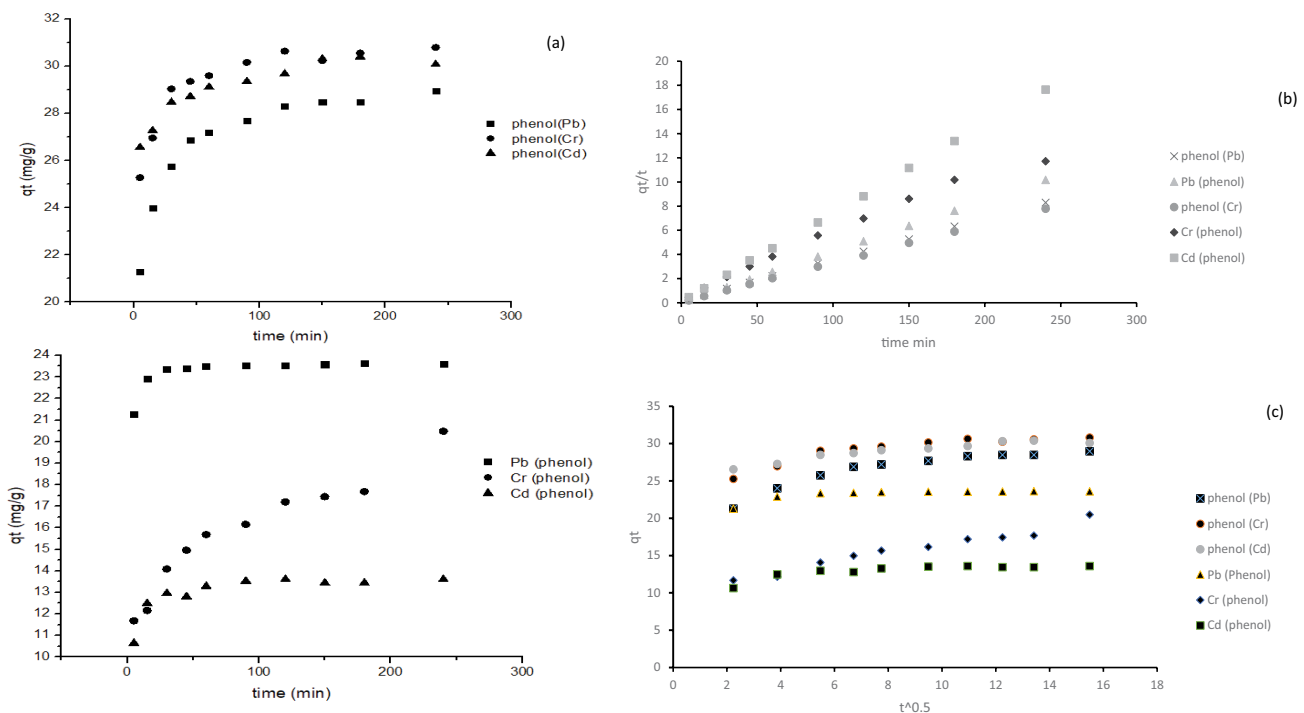 (a)
32
30
28
26
24
22
20
qt (mg/g)
0
100
200
300
time (min)
phenol(Pb)
phenol(Cr)
phenol(Cd)
24
23
22
21
20
19
18
17
16
15
14
13
12
11
10
qt (mg/g)
0
100
200
300
time (min)
Pb (phenol)
Cr (phenol)
Cd (phenol)
(b)
20
18
16
14
12
10
8
6
4
2
0
qt/t
0
50
100
150
200
250
300
time min
phenol (Pb)
Pb (phenol)
phenol (Cr)
Cr (phenol)
Cd (phenol)
(c)
35
30
25
20
15
10
5
0
qt
0
2
4
6
8
10
12
14
16
18
t^0.5
phenol (Pb)
phenol (Cr)
phenol (Cd)
Pb (Phenol)
Cr (phenol)
Cd (phenol)